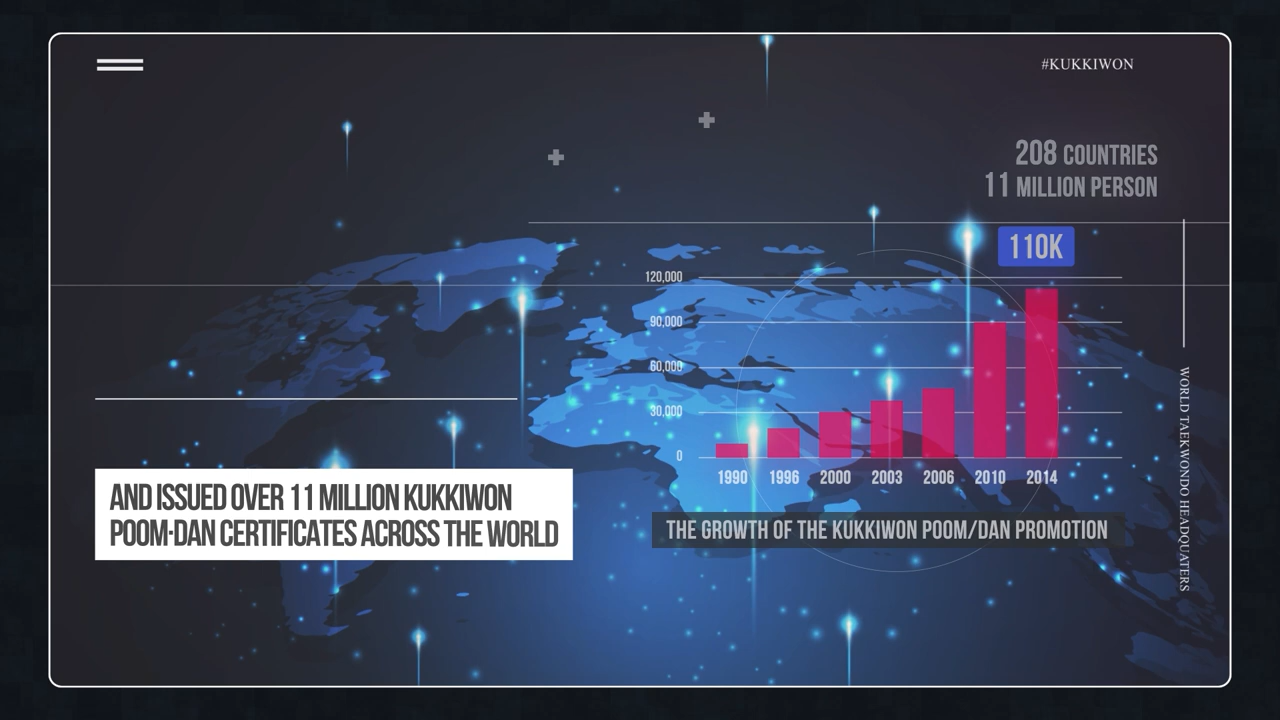 #KUKKIWON
208 COUNTRIES
11 MILLION PERSON
110K
120,000
90,000
60,000
30,000
0
1990 1996 2000 2003 2006 2010 2014
THE GROWTH OF THE KUKKIWON POOM/DAN PROMOTION
AND ISSUED OVER 11 MILLION KUKKIWON
POOM·DAN CERTIFICATES ACROSS THE WORLD
WORLD TAEKWONDO HEADQUATERS